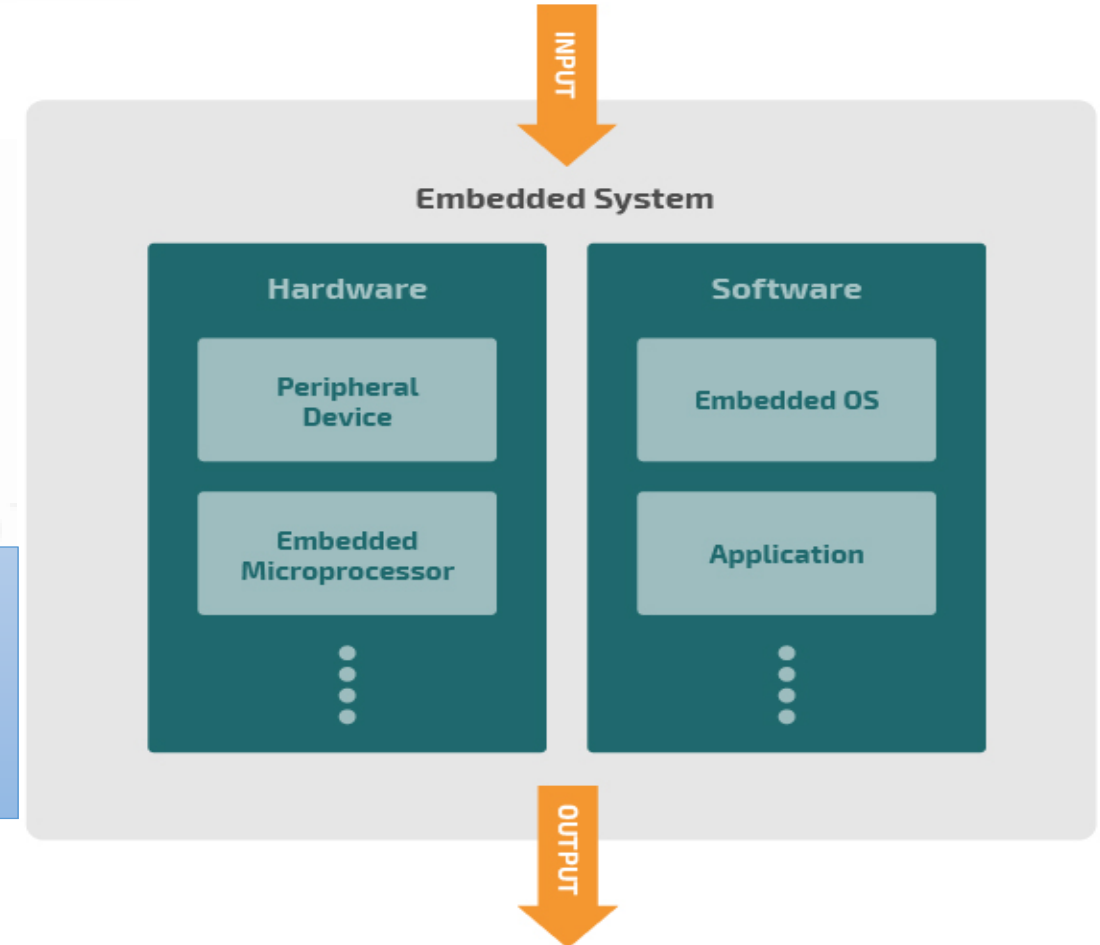 INPUT
Embedded System
Hardware
Peripheral
Device
Embedded
Microprocessor
Software
Embedded OS
Application
OUTPUT